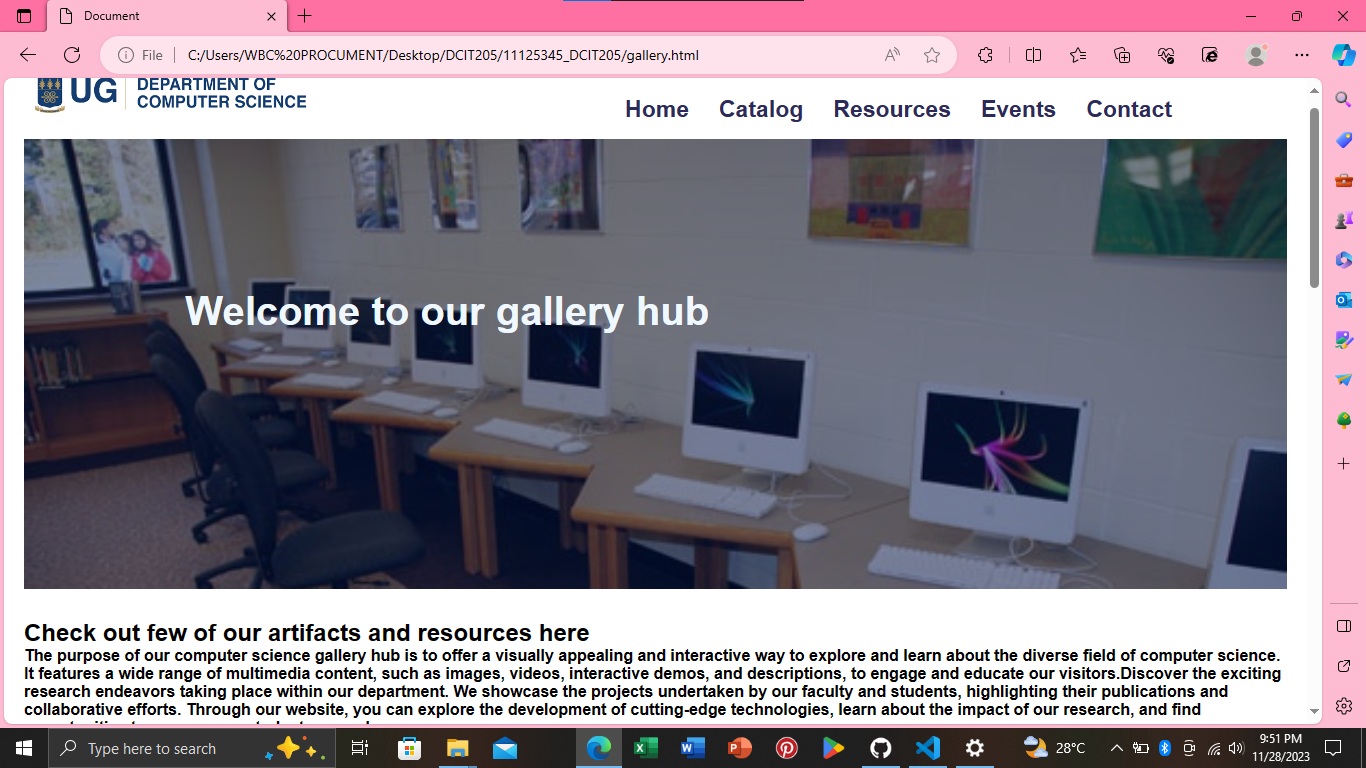 Document
File
C:/Users/WBC%20PROCUMENT/Desktop/DCIT205/11125345_DCIT205/gallery.html
UG
DEPARTMENT OF
COMPUTER SCIENCE
Home Catalog Resources Events Contact
Welcome to our gallery hub
Check out few of our artifacts and resources here
The purpose of our computer science gallery hub is to offer a visually appealing and interactive way to explore and learn about the diverse field of computer science.
It features a wide range of multimedia content, such as images, videos, interactive demos, and descriptions, to engage and educate our visitors.Discover the exciting
research endeavors taking place within our department. We showcase the projects undertaken by our faculty and students, highlighting their publications and
collaborative efforts. Through our website, you can explore the development of cutting-edge technologies, learn about the impact of our research, and find
Type here to search
28°C
9:51 PM
11/28/2023